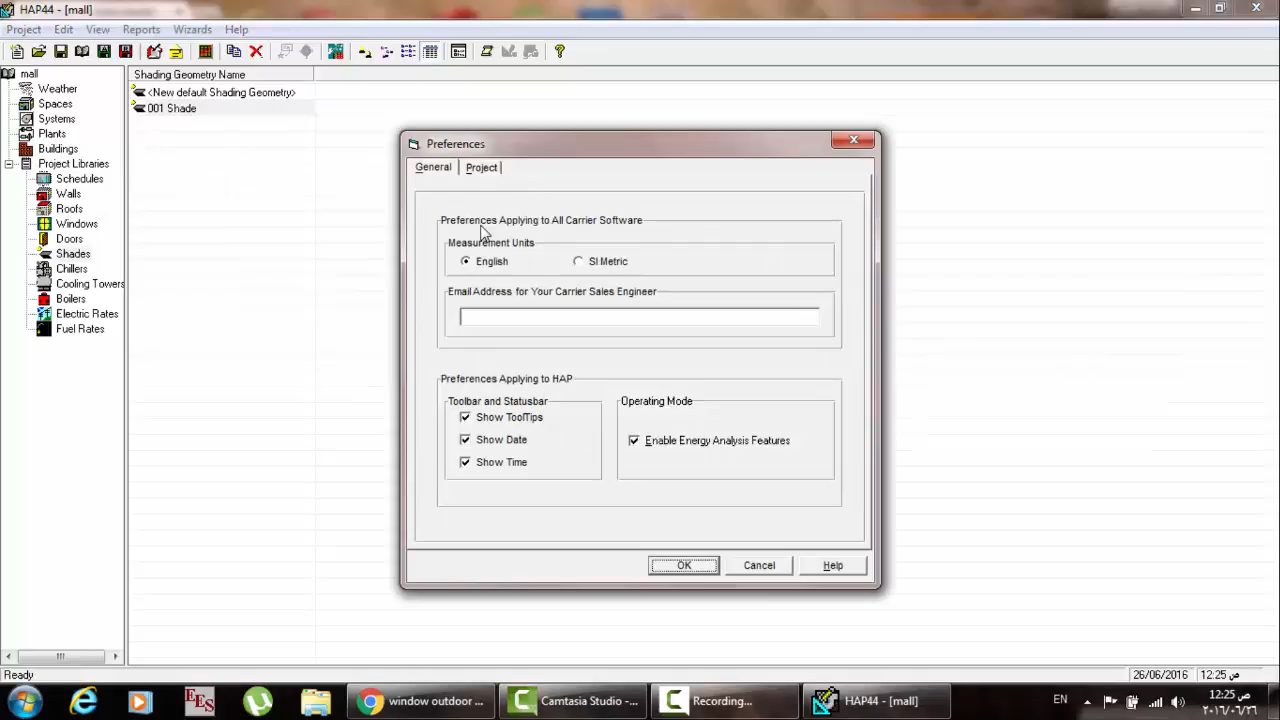 HAP44 - [mall]
Project Edit View Reports Wizards Help
mall
Weather
Spaces
Systems
Plants
Buildings
Project Libraries
Schedules
Walls
Roofs
Windows
Doors
Shades
Chillers
Cooling Towers
Boilers
Electric Rates
Fuel Rates
Shading Geometry Name
<New default Shading Geometry>
001 Shade
Preferences
General Project
Preferences Applying to All Carrier Software
Measurement Units
English SI Metric
Email Address for Your Carrier Sales Engineer
Preferences Applying to HAP
Toolbar and Statusbar
Show ToolTips
Show Date
Show Time
Operating Mode
Enable Energy Analysis Features
OK Cancel Help
Ready 26/06/2016 12:25 ص
EES window outdoor ... Camtasia Studio -... Recording... HAP44 - [mall] EN 12:25 ص
٢٠١٦/٠٦/٢٦